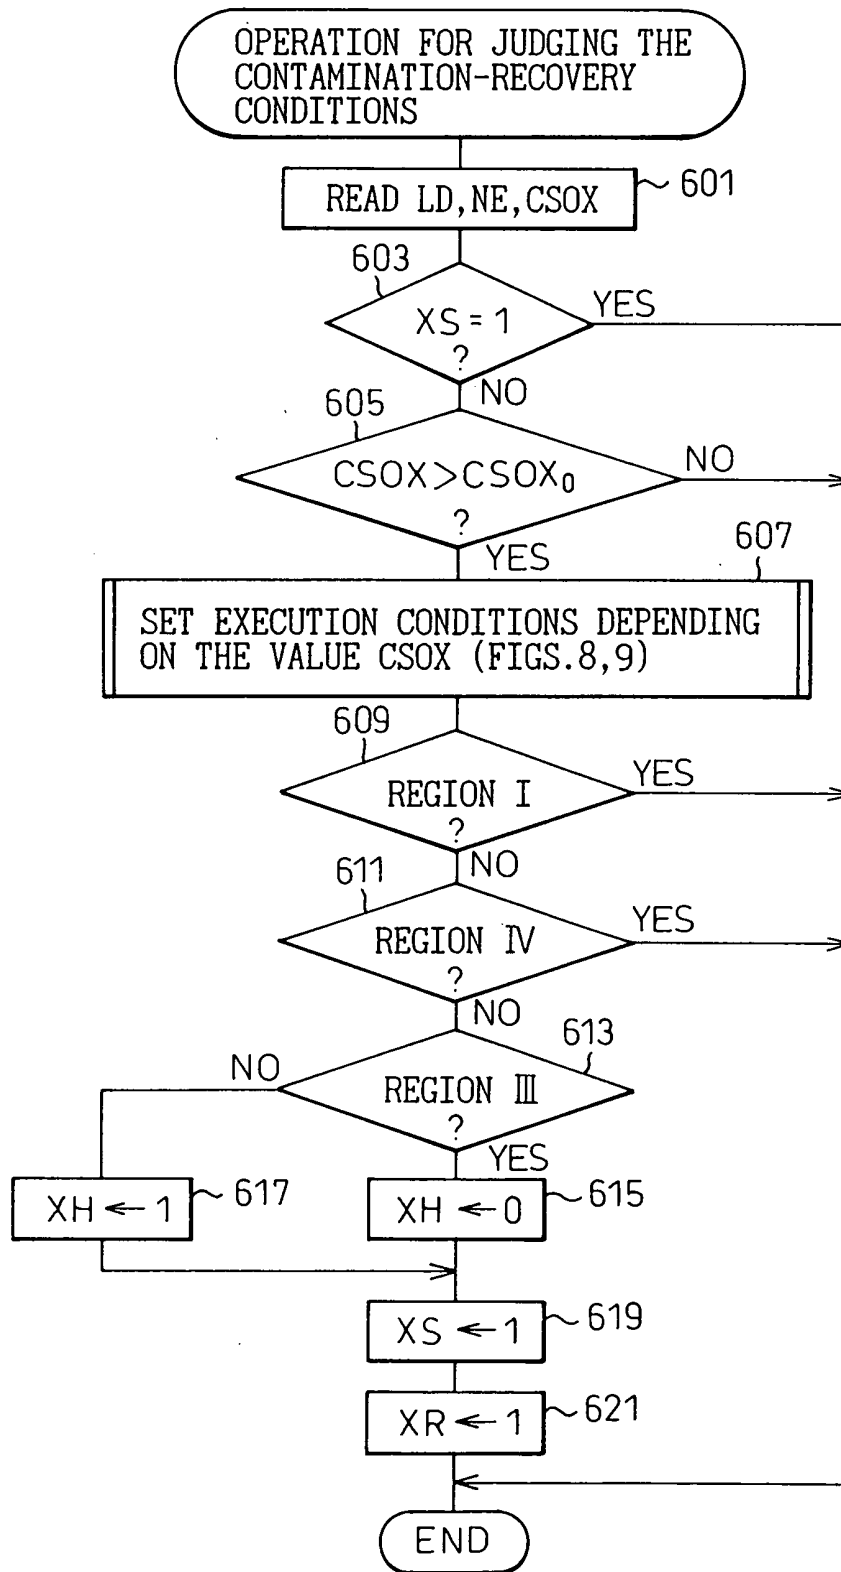 OPERATION FOR JUDGING THE
CONTAMINATION-RECOVERY
CONDITIONS
READ LD,NE,CSOX
601
603
XS=1
?
YES
NO
605
CSOX>CSOX₀
?
NO
YES
607
SET EXECUTION CONDITIONS DEPENDING
ON THE VALUE CSOX (FIGS.8,9)
609
REGION I
?
YES
NO
611
REGION IV
?
YES
NO
613
REGION III
?
NO
YES
XH←1
617
XH←0
615
XS←1
619
XR←1
621
END